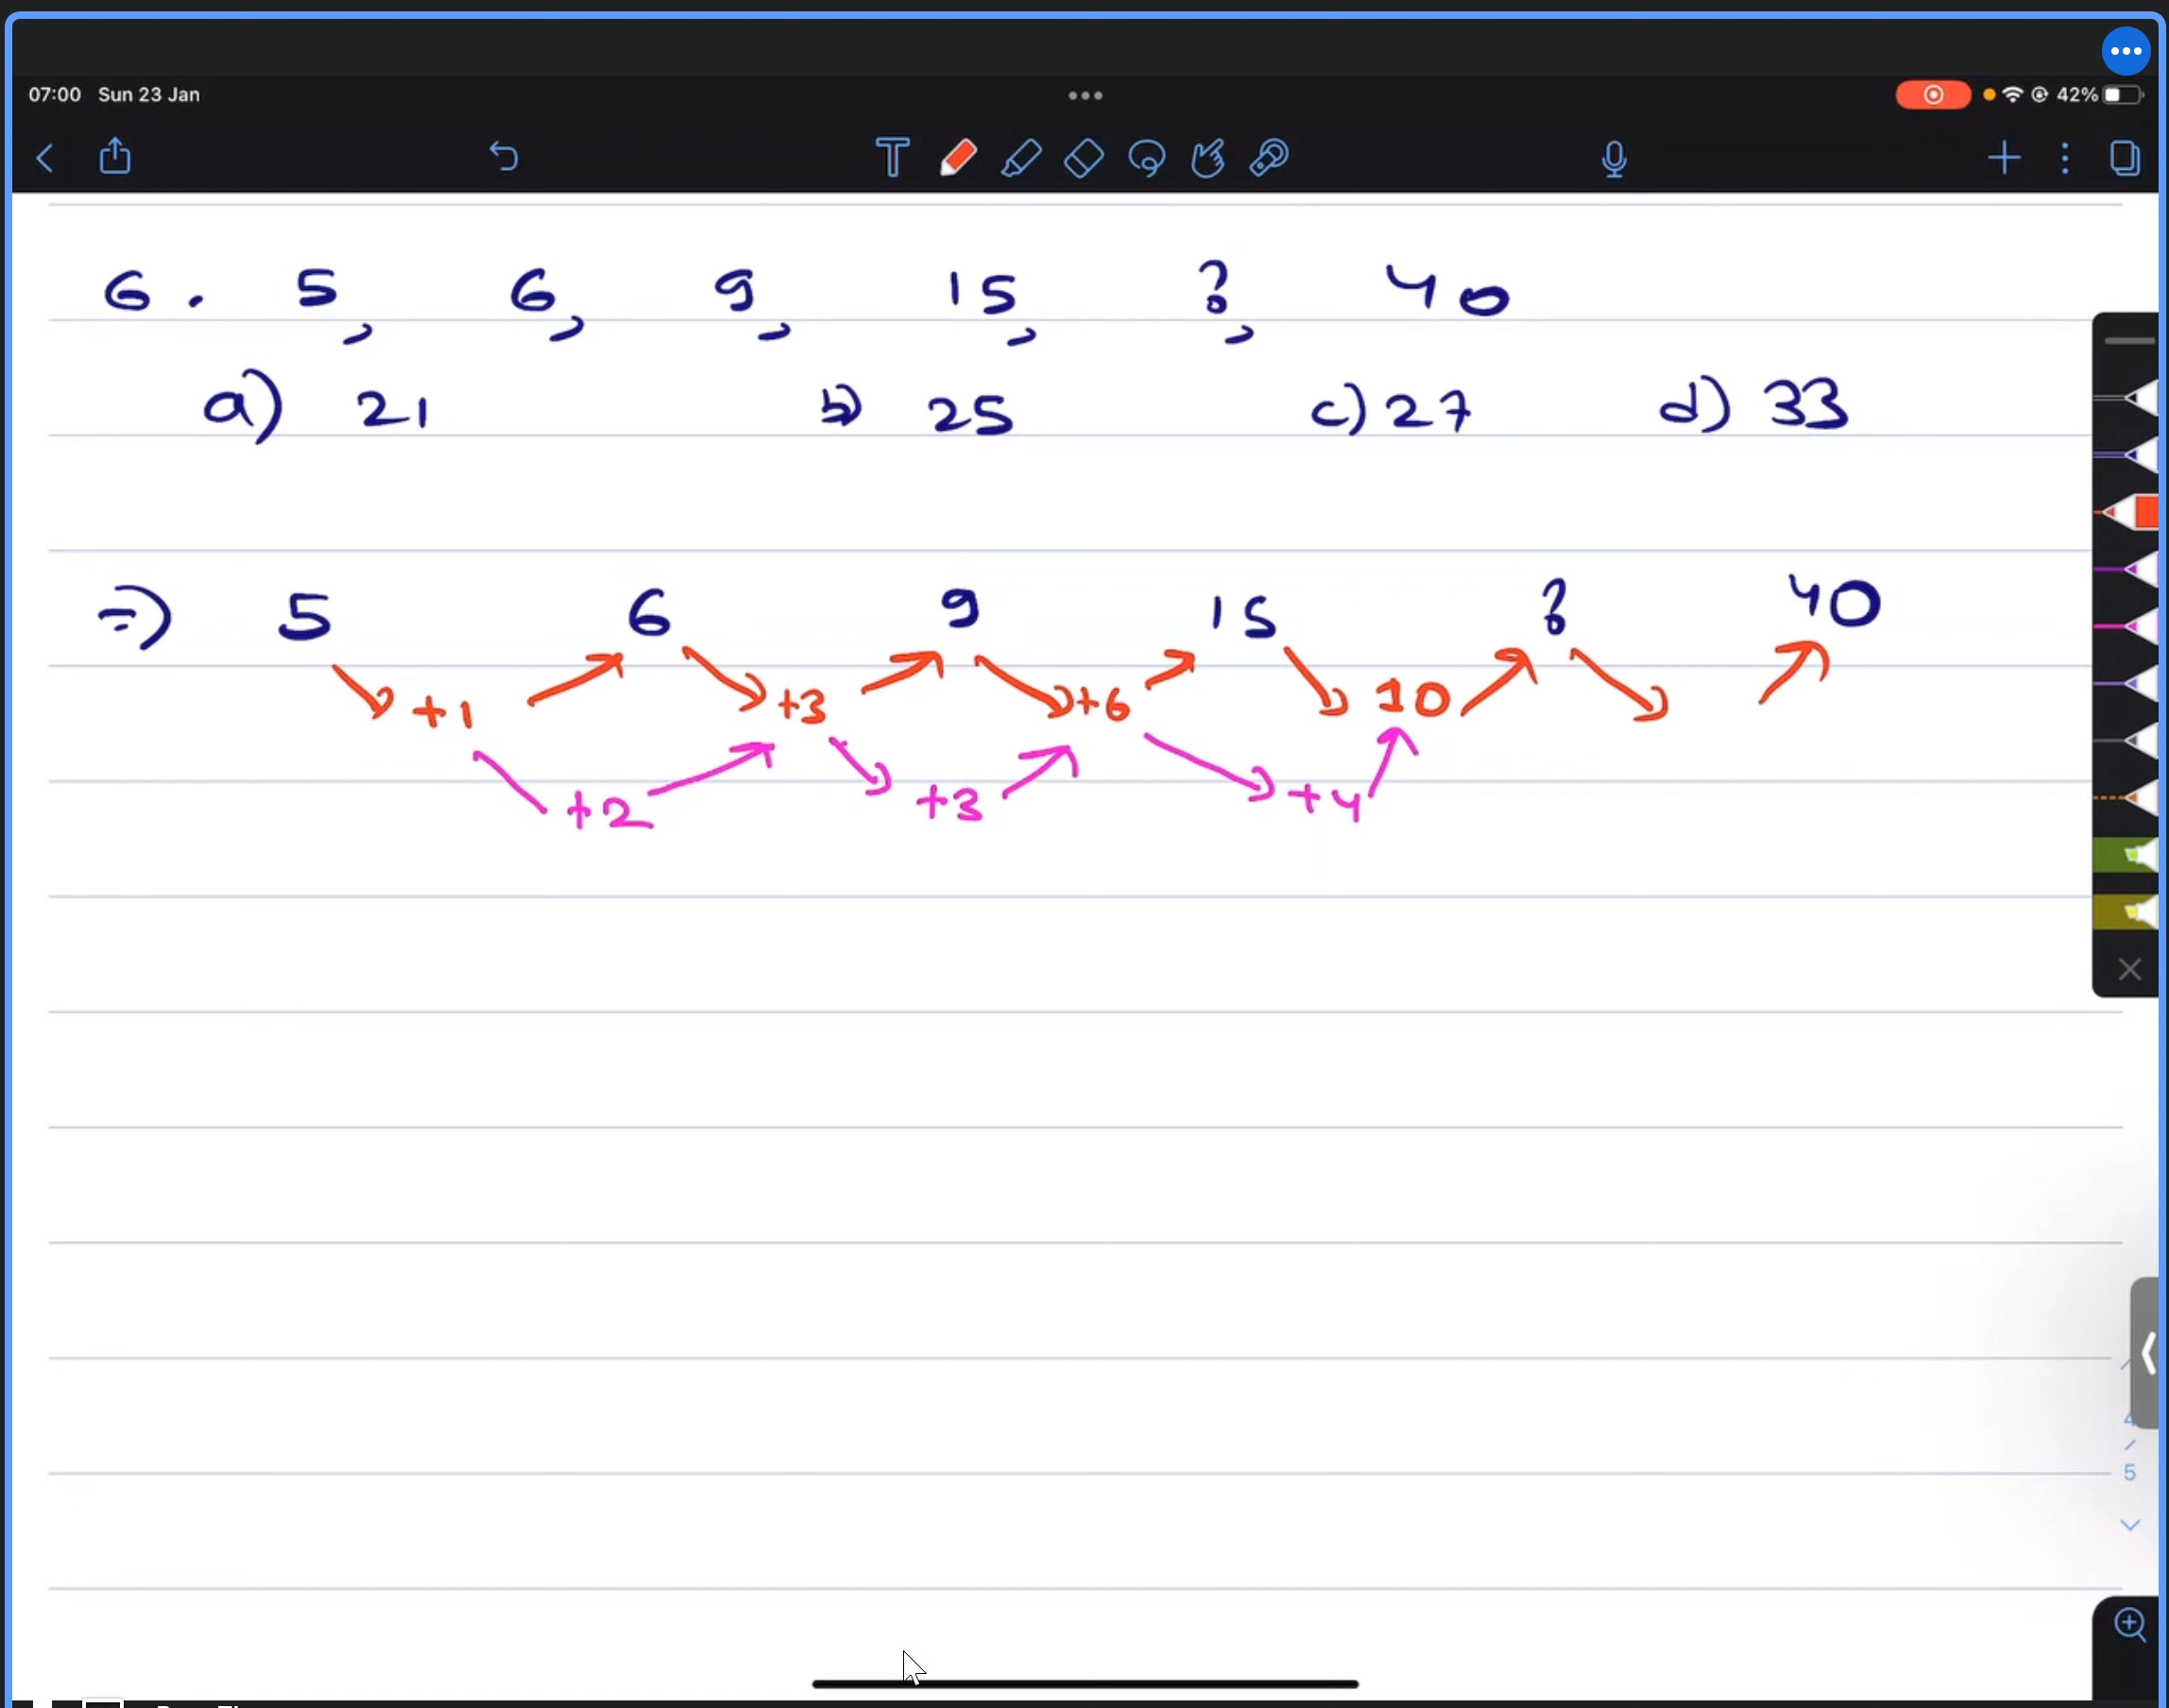 07:00 Sun 23 Jan 42%
6. 5, 6, 9, 15, ?, 40
a) 21 b) 25 c) 27 d) 33
⇒ 5 6 9 15 ? 40
+1 +3 +6 10
+2 +3 +4
5